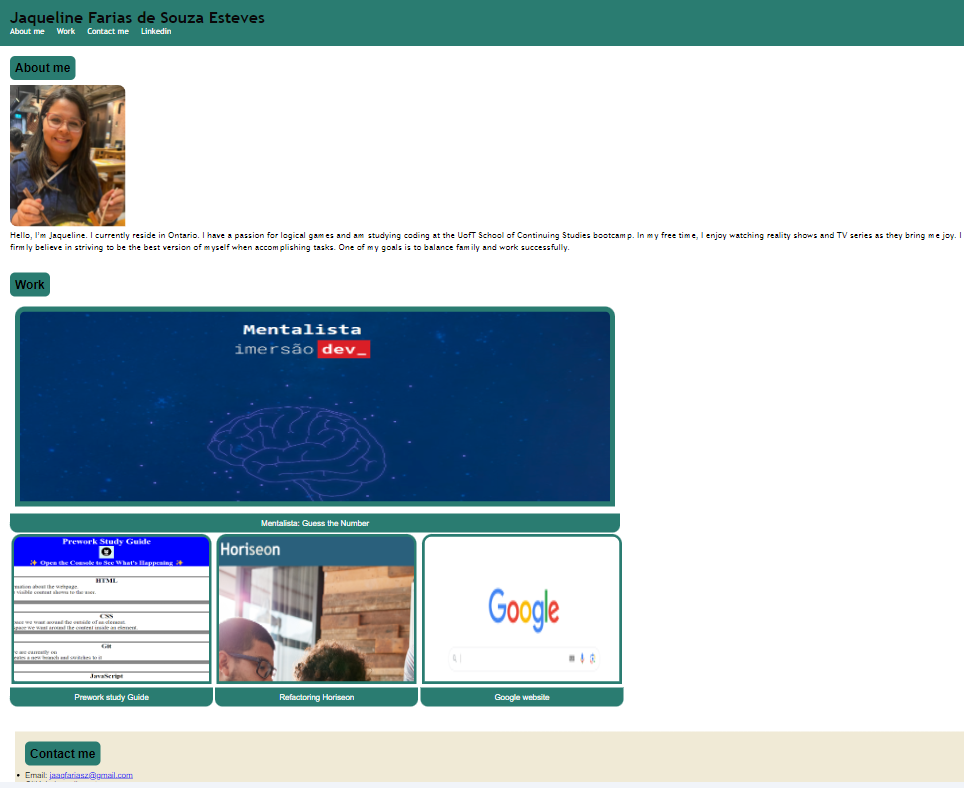 Jaqueline Farias de Souza Esteves
About me Work Contact me Linkedin
About me
Hello, I'm Jaqueline. I currently reside in Ontario. I have a passion for logical games and am studying coding at the UofT School of Continuing Studies bootcamp. In my free time, I enjoy watching reality shows and TV series as they bring me joy. I
firmly believe in striving to be the best version of myself when accomplishing tasks. One of my goals is to balance family and work successfully.
Work
Mentalista
imersão dev_
Mentalista: Guess the Number
Prework Study Guide
✨ Open the Console to See What's Happening ✨
HTML
mation about the webpage.
visible content shown to the user.
CSS
pace we want around the outside of an element.
space we want around the content inside an element.
Git
we are currently on
reates a new branch and switches to it
JavaScript
Horiseon
Google
Prework study Guide
Refactoring Horiseon
Google website
Contact me
Email: jaaqfariasz@gmail.com